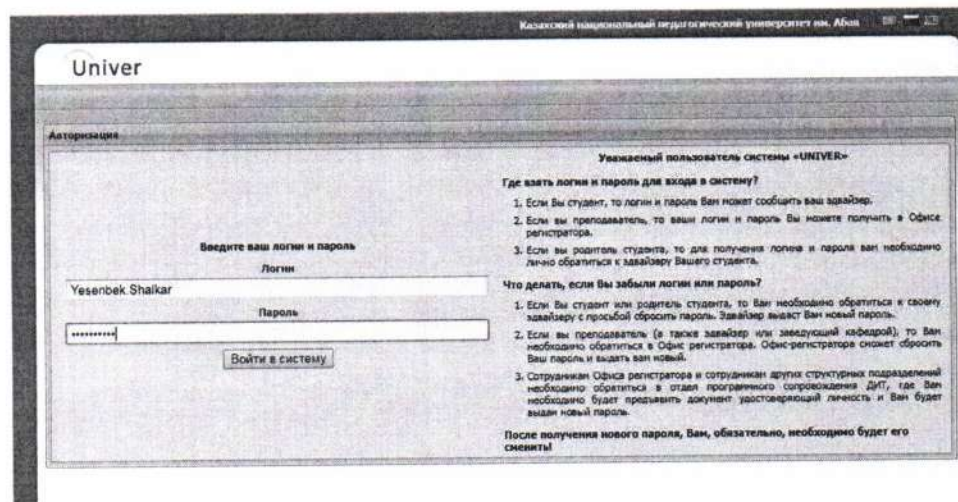 Казахский национальный педагогический университет им. Абая
Univer
Авторизация
Введите ваш логин и пароль
Логин
Yesenbek Shalkar
Пароль
••••••••••
Войти в систему
Уважаемый пользователь системы «UNIVER»
Где взять логин и пароль для входа в систему?
1. Если Вы студент, то логин и пароль Вам может сообщить ваш эдвайзер.
2. Если вы преподаватель, то ваши логин и пароль Вы можете получить в Офисе
регистратора.
3. Если вы родитель студента, то для получения логина и пароля вам необходимо
лично обратиться к эдвайзеру Вашего студента.
Что делать, если Вы забыли логин или пароль?
1. Если Вы студент или родитель студента, то Вам необходимо обратиться к своему
эдвайзеру с просьбой сбросить пароль. Эдвайзер выдаст Вам новый пароль.
2. Если вы преподаватель (а также эдвайзер или заведующий кафедрой), то Вам
необходимо обратиться в Офис регистратора. Офис-регистратора сможет сбросить
Ваш пароль и выдать вам новый.
3. Сотрудникам Офиса регистратора и сотрудникам других структурных подразделений
необходимо обратиться в отдел программного сопровождения ДИТ, где Вам
необходимо будет предъявить документ удостоверяющий личность и Вам будет
выдан новый пароль.
После получения нового пароля, Вам, обязательно, необходимо будет его
сменить!